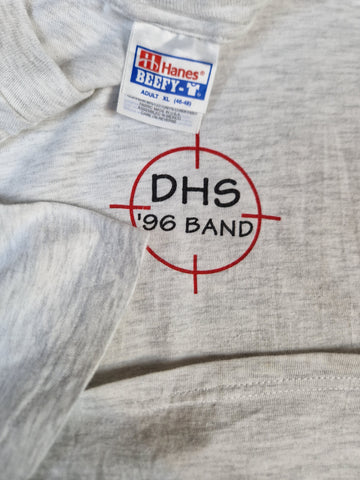 Hanes®
BEEFY-T
ADULT XL (46-48)
DHS
'96 BAND